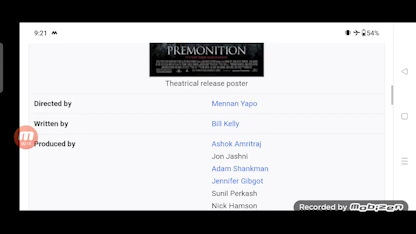 9:21
54%
PREMONITION
Theatrical release poster
Directed by Mennan Yapo
Written by Bill Kelly
Produced by Ashok Amritraj
Jon Jashni
Adam Shankman
Jennifer Gibgot
Sunil Perkash
Nick Hamson
Recorded by Mobizen